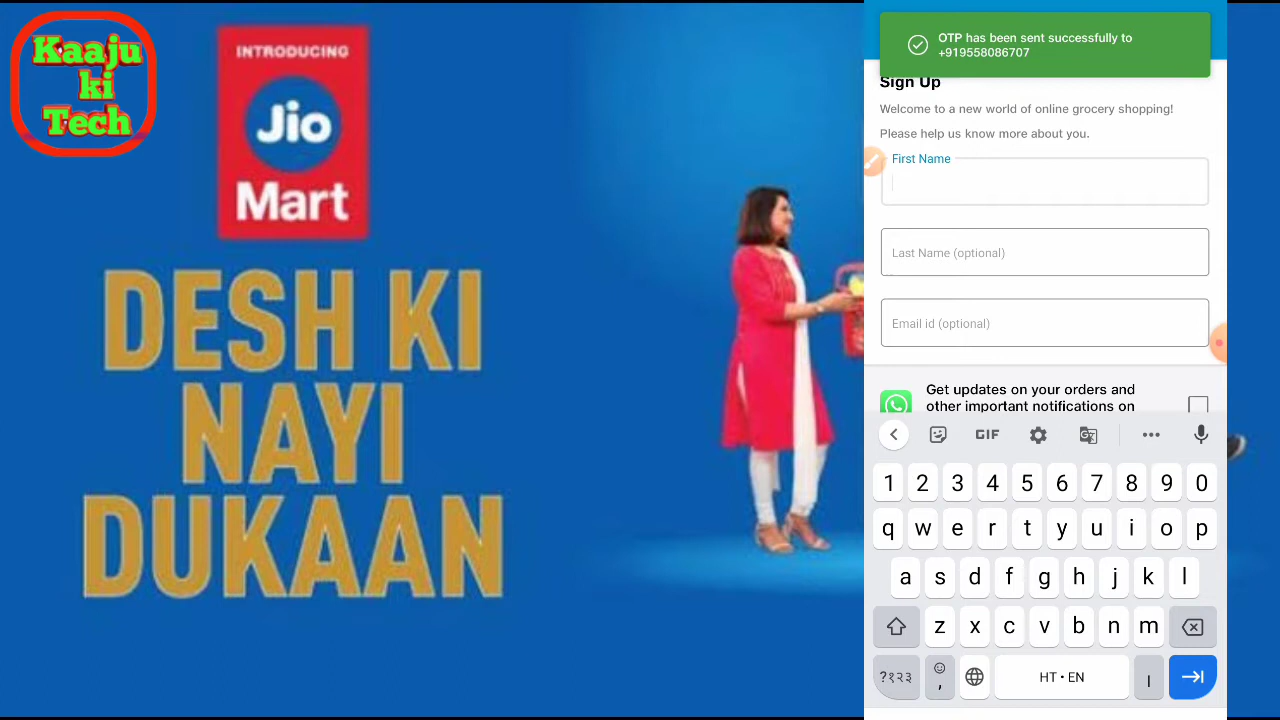 Kaaju
ki
Tech
INTRODUCING
Jio
Mart
DESH KI
NAYI
DUKAAN
OTP has been sent successfully to
+919558086707
Sign Up
Welcome to a new world of online grocery shopping!
Please help us know more about you.
First Name
Last Name (optional)
Email id (optional)
Get updates on your orders and
other important notifications on
GIF
1 2 3 4 5 6 7 8 9 0
q w e r t y u i o p
a s d f g h j k l
z x c v b n m
?१२३ , HT • EN ।